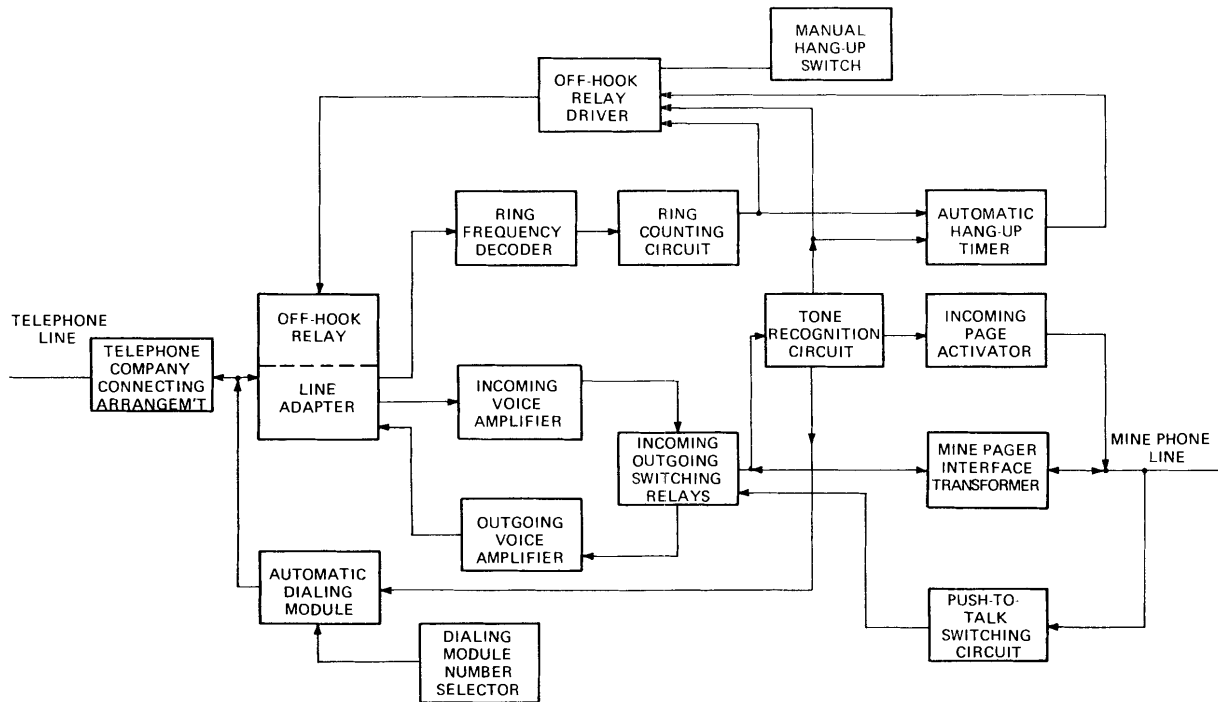 MANUAL
HANG-UP
SWITCH
OFF-HOOK
RELAY
DRIVER
RING
FREQUENCY
DECODER
RING
COUNTING
CIRCUIT
AUTOMATIC
HANG-UP
TIMER
TELEPHONE
LINE
TELEPHONE
COMPANY
CONNECTING
ARRANGEM'T
OFF-HOOK
RELAY
LINE
ADAPTER
TONE
RECOGNITION
CIRCUIT
INCOMING
PAGE
ACTIVATOR
INCOMING
VOICE
AMPLIFIER
INCOMING
OUTGOING
SWITCHING
RELAYS
MINE PAGER
INTERFACE
TRANSFORMER
MINE PHONE
LINE
OUTGOING
VOICE
AMPLIFIER
AUTOMATIC
DIALING
MODULE
PUSH-TO-
TALK
SWITCHING
CIRCUIT
DIALING
MODULE
NUMBER
SELECTOR